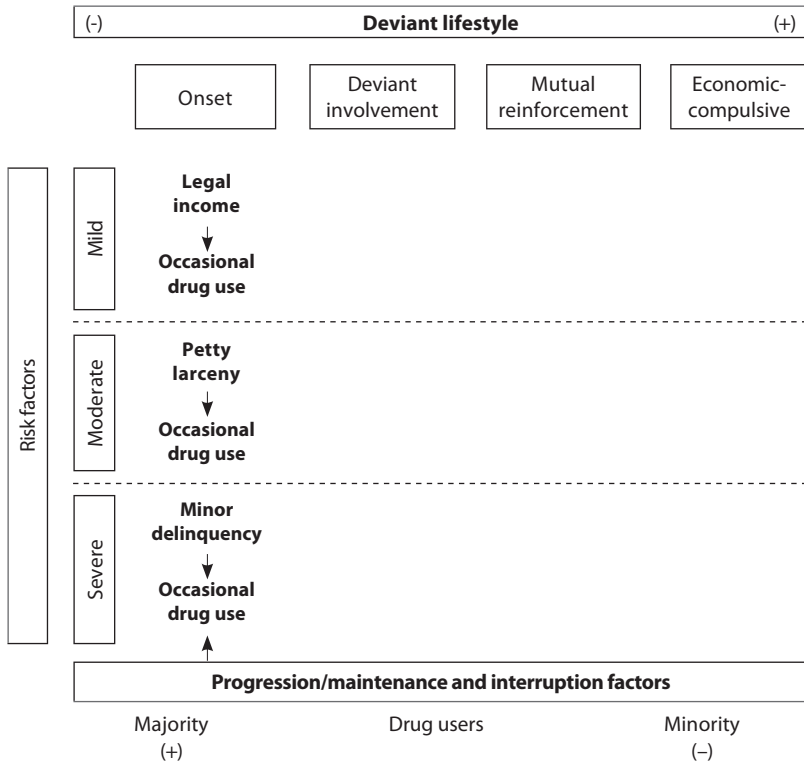 (-) Deviant lifestyle (+)
Onset
Deviant
involvement
Mutual
reinforcement
Economic-
compulsive
Risk factors
Mild
Legal
income
Occasional
drug use
Moderate
Petty
larceny
Occasional
drug use
Severe
Minor
delinquency
Occasional
drug use
Progression/maintenance and interruption factors
Majority
(+)
Drug users
Minority
(–)